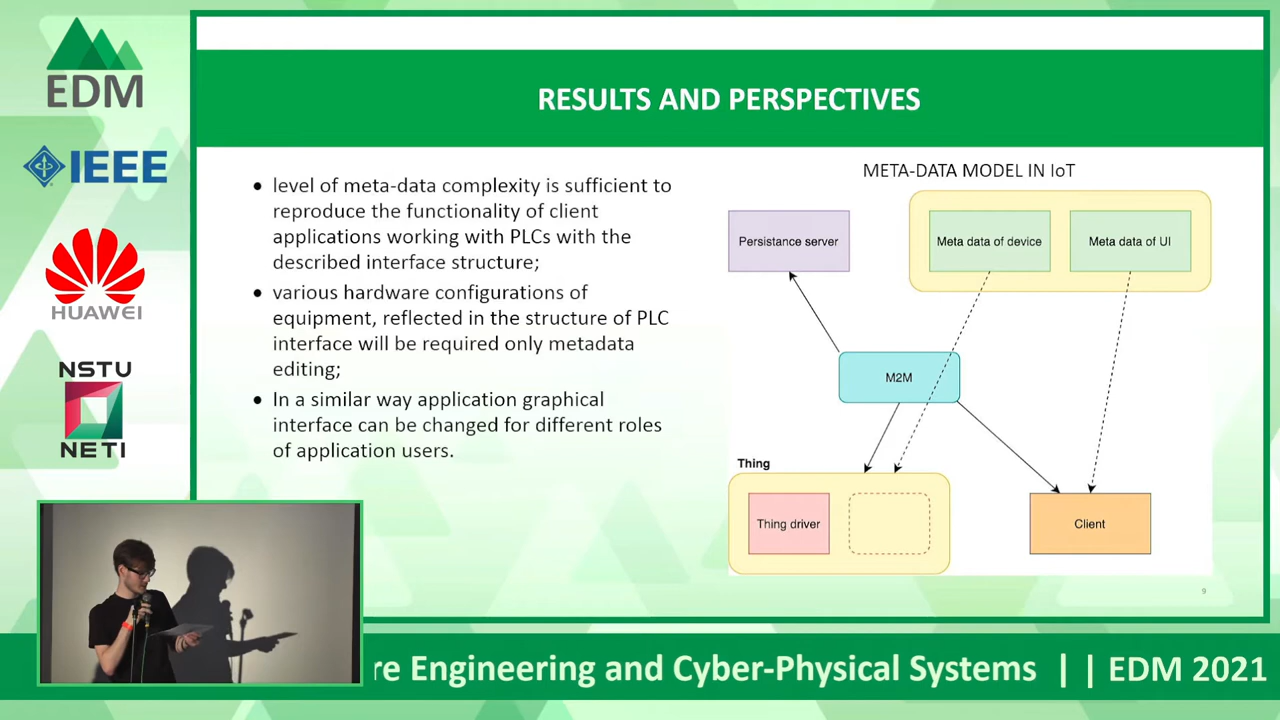 EDM
IEEE
HUAWEI
NSTU
NETI
RESULTS AND PERSPECTIVES
• level of meta-data complexity is sufficient to
reproduce the functionality of client
applications working with PLCs with the
described interface structure;
• various hardware configurations of
equipment, reflected in the structure of PLC
interface will be required only metadata
editing;
• In a similar way application graphical
interface can be changed for different roles
of application users.
META-DATA MODEL IN IoT
Persistance server
Meta data of device
Meta data of UI
M2M
Thing
Thing driver
Client
9
re Engineering and Cyber-Physical Systems || EDM 2021